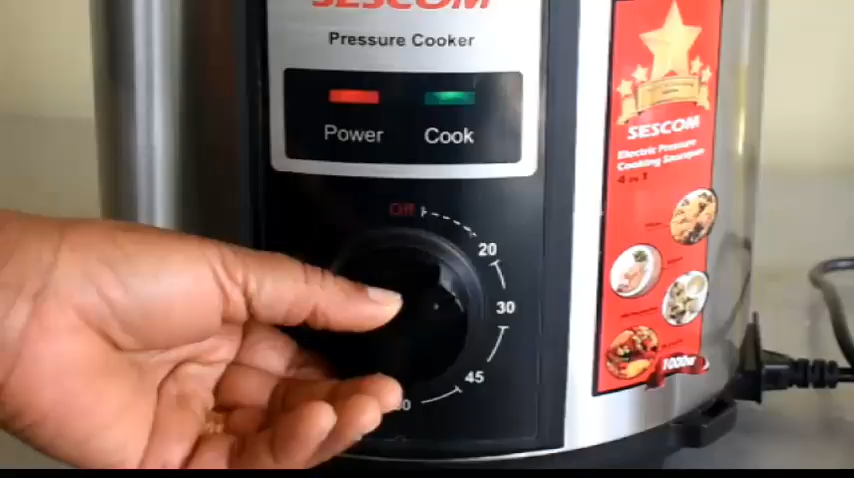 SESCOM
Pressure Cooker
Power Cook
Off
20
30
45
SESCOM
Electric Pressure
Cooking Saucepan
4 in 1
1000w